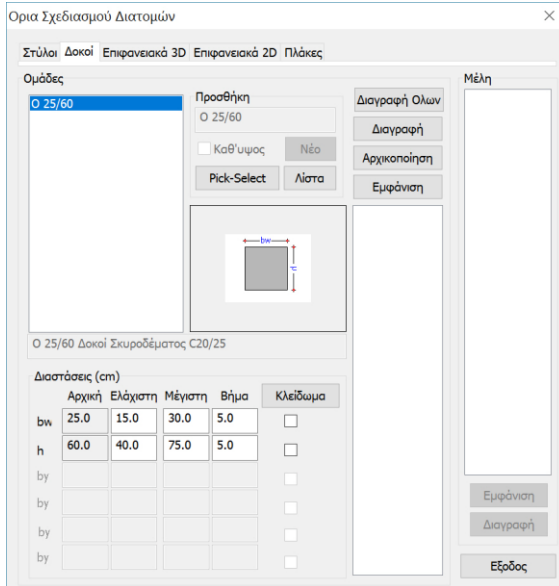 Ορια Σχεδιασμού Διατομών
Στύλοι Δοκοί Επιφανειακά 3D Επιφανειακά 2D Πλάκες
Ομάδες
Ο 25/60
Προσθήκη
Ο 25/60
Καθ'υψος Νέο
Pick-Select Λίστα
Διαγραφή Ολων
Διαγραφή
Αρχικοποίηση
Εμφάνιση
Μέλη
bw
h
Ο 25/60 Δοκοί Σκυροδέματος C20/25
Διαστάσεις (cm)
Αρχική Ελάχιστη Μέγιστη Βήμα Κλείδωμα
bw 25.0 15.0 30.0 5.0
h 60.0 40.0 75.0 5.0
by
by
by
by
Εμφάνιση
Διαγραφή
Εξοδος